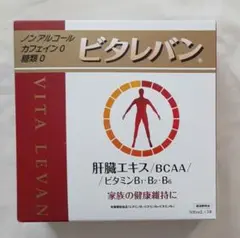 ノンアルコール
カフェイン0
糖類0
ビタレバン®
VITA LEVAN
肝臓エキス/BCAA/
/ビタミンB₁・B₂・B₆
家族の健康維持に